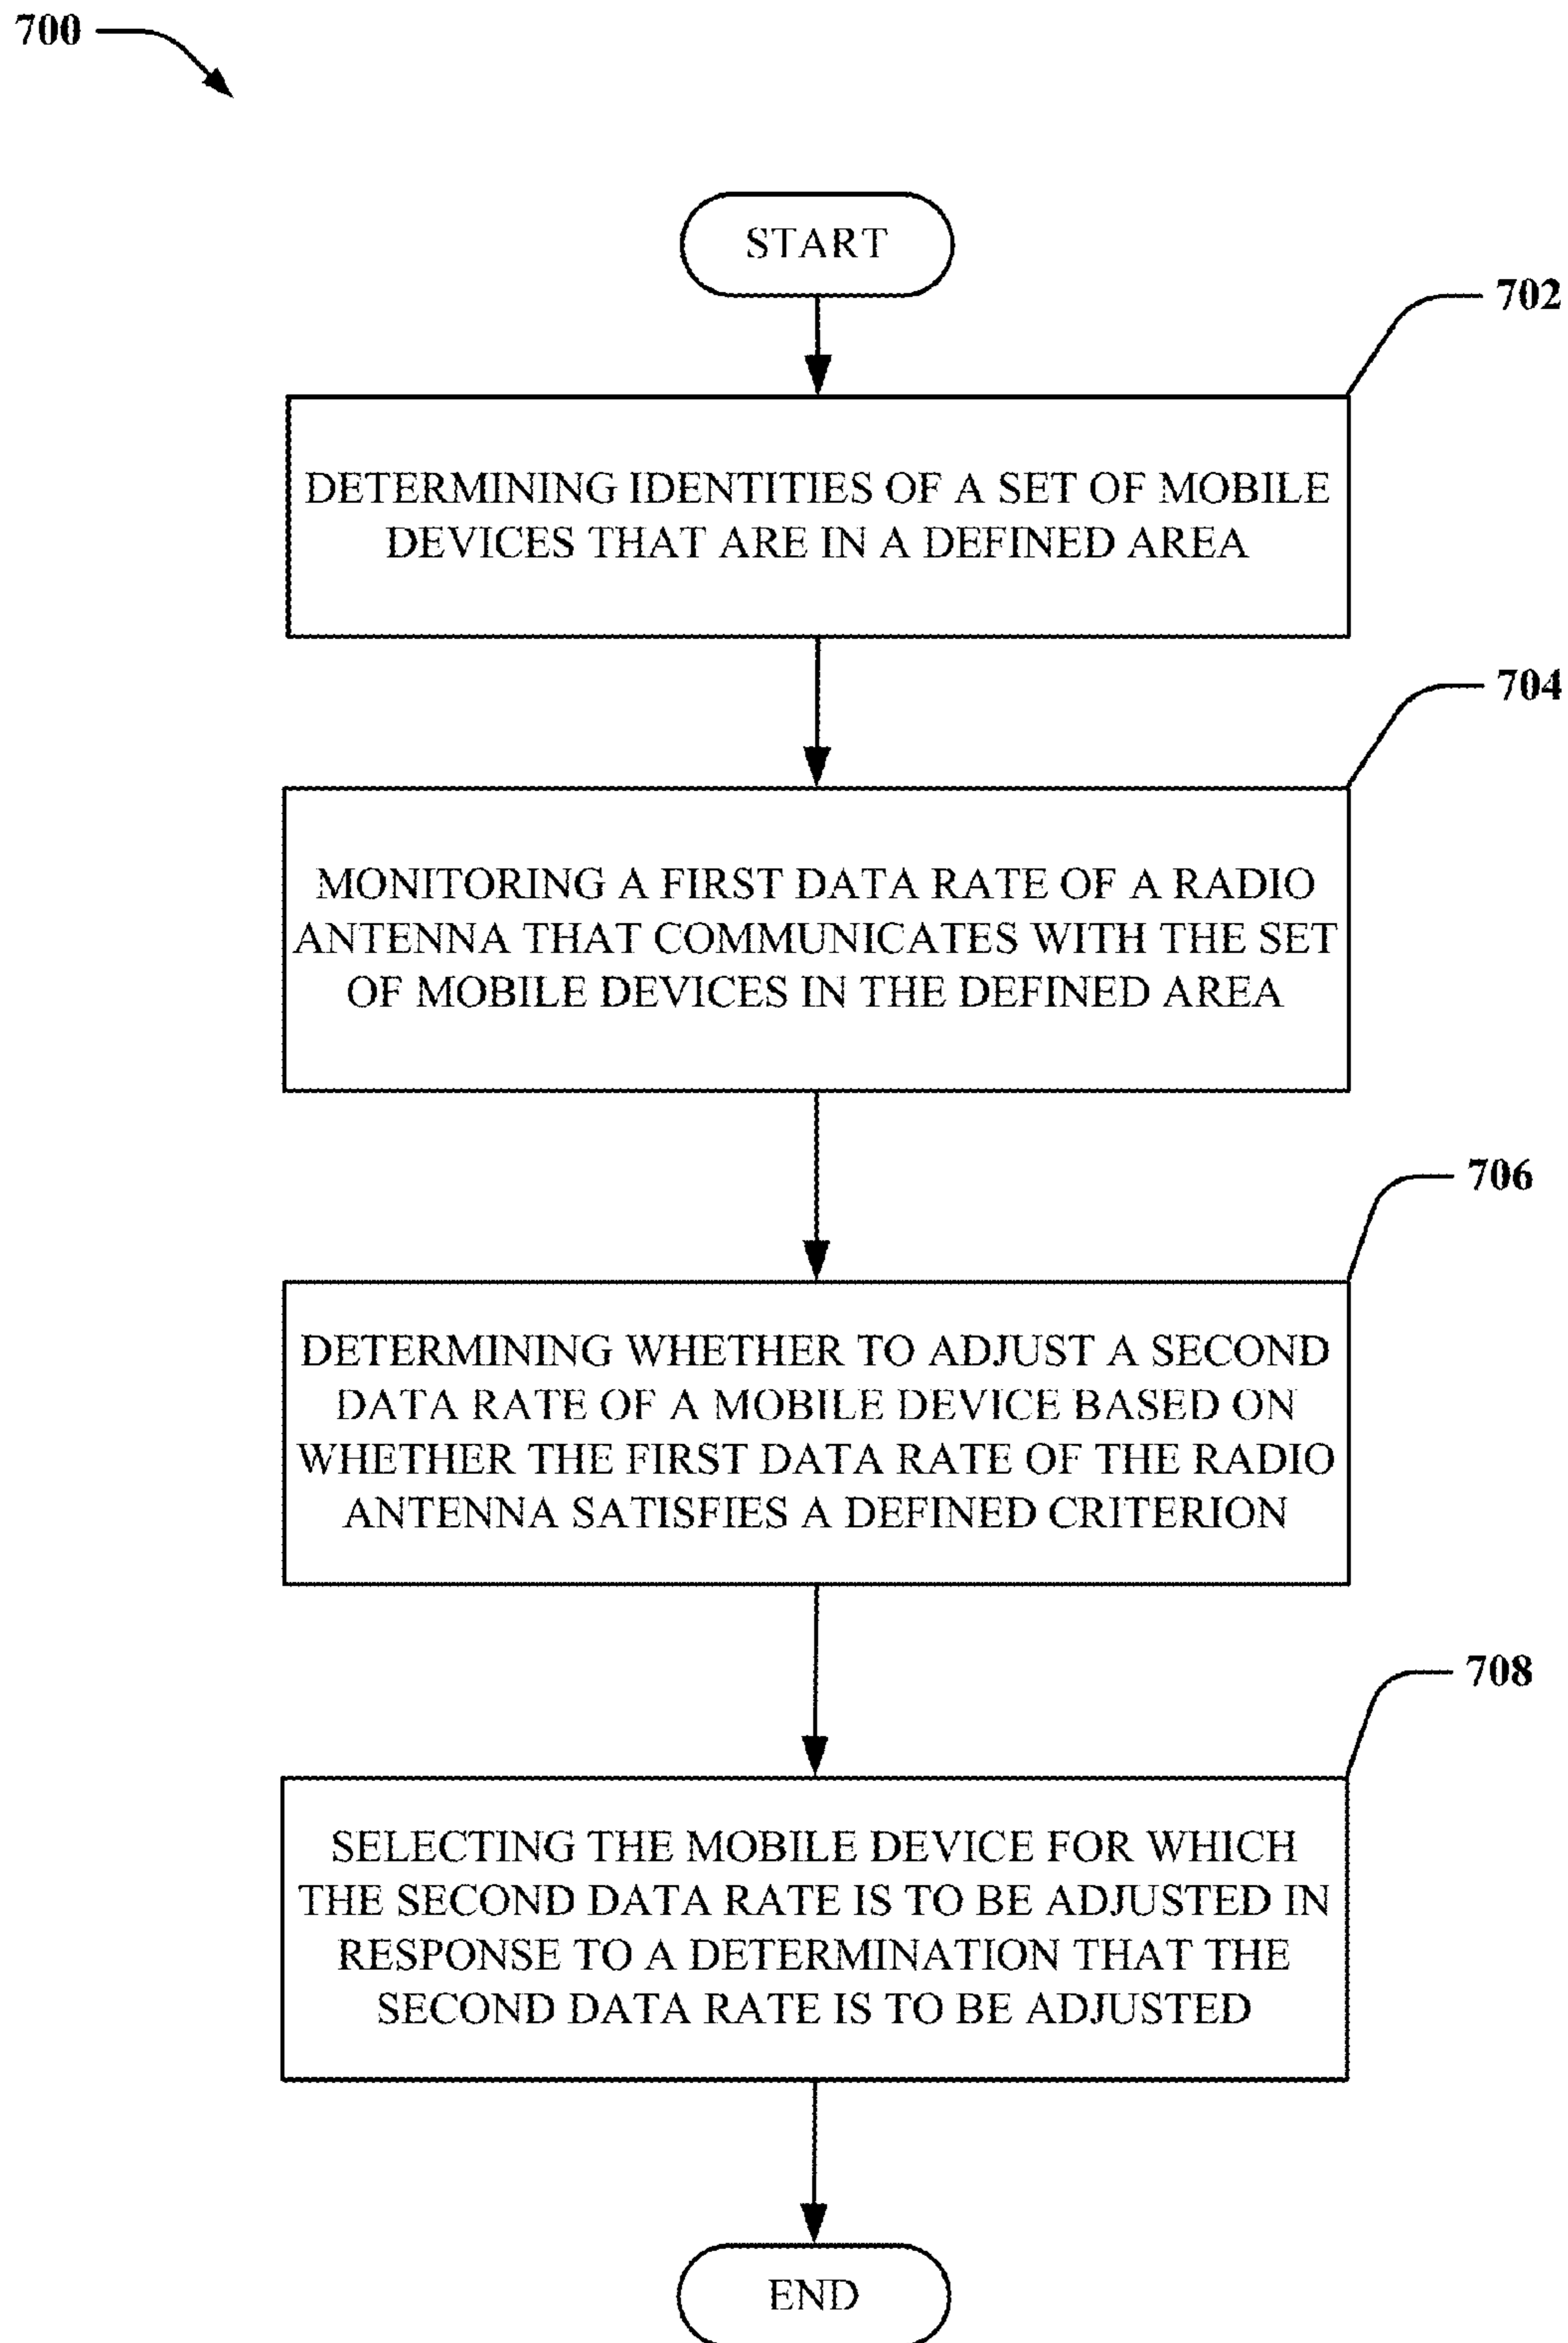 700
START
702
DETERMINING IDENTITIES OF A SET OF MOBILE
DEVICES THAT ARE IN A DEFINED AREA
704
MONITORING A FIRST DATA RATE OF A RADIO
ANTENNA THAT COMMUNICATES WITH THE SET
OF MOBILE DEVICES IN THE DEFINED AREA
706
DETERMINING WHETHER TO ADJUST A SECOND
DATA RATE OF A MOBILE DEVICE BASED ON
WHETHER THE FIRST DATA RATE OF THE RADIO
ANTENNA SATISFIES A DEFINED CRITERION
708
SELECTING THE MOBILE DEVICE FOR WHICH
THE SECOND DATA RATE IS TO BE ADJUSTED IN
RESPONSE TO A DETERMINATION THAT THE
SECOND DATA RATE IS TO BE ADJUSTED
END